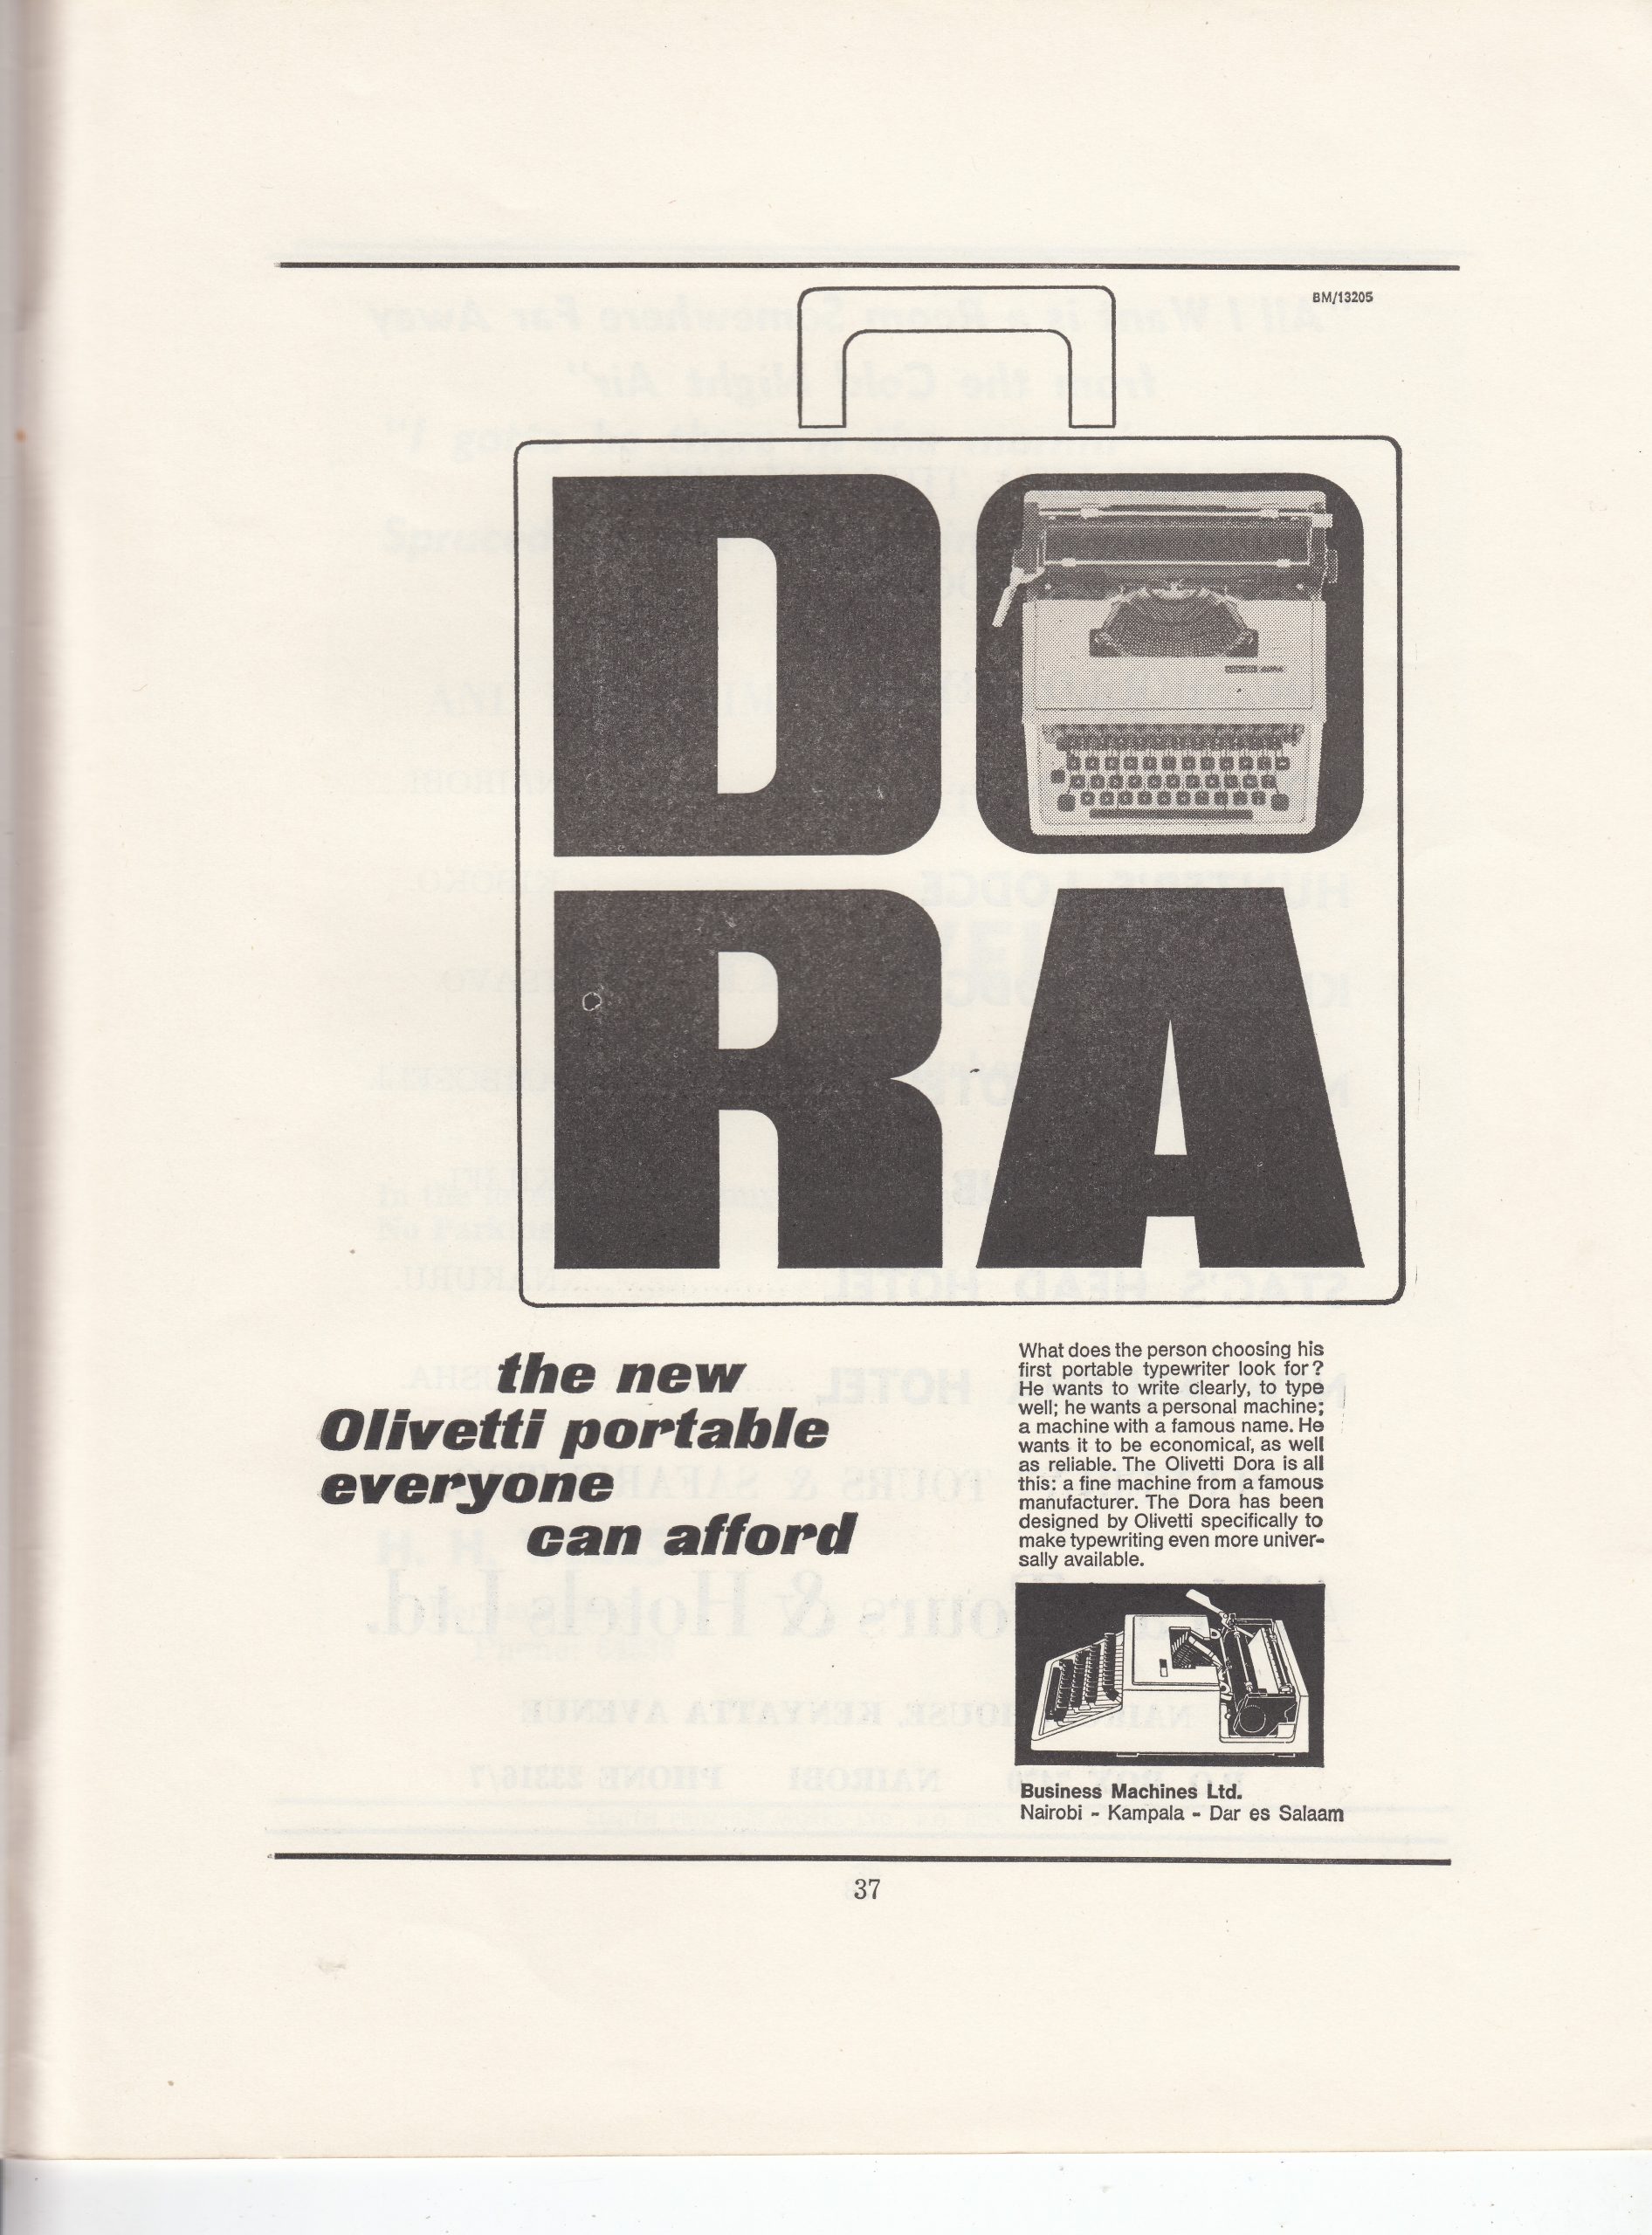 BM/13205
DO
RA
the new
Olivetti portable
everyone
can afford
What does the person choosing his
first portable typewriter look for?
He wants to write clearly, to type
well; he wants a personal machine;
a machine with a famous name. He
wants it to be economical, as well
as reliable. The Olivetti Dora is all
this: a fine machine from a famous
manufacturer. The Dora has been
designed by Olivetti specifically to
make typewriting even more univer-
sally available.
Business Machines Ltd.
Nairobi - Kampala - Dar es Salaam
37